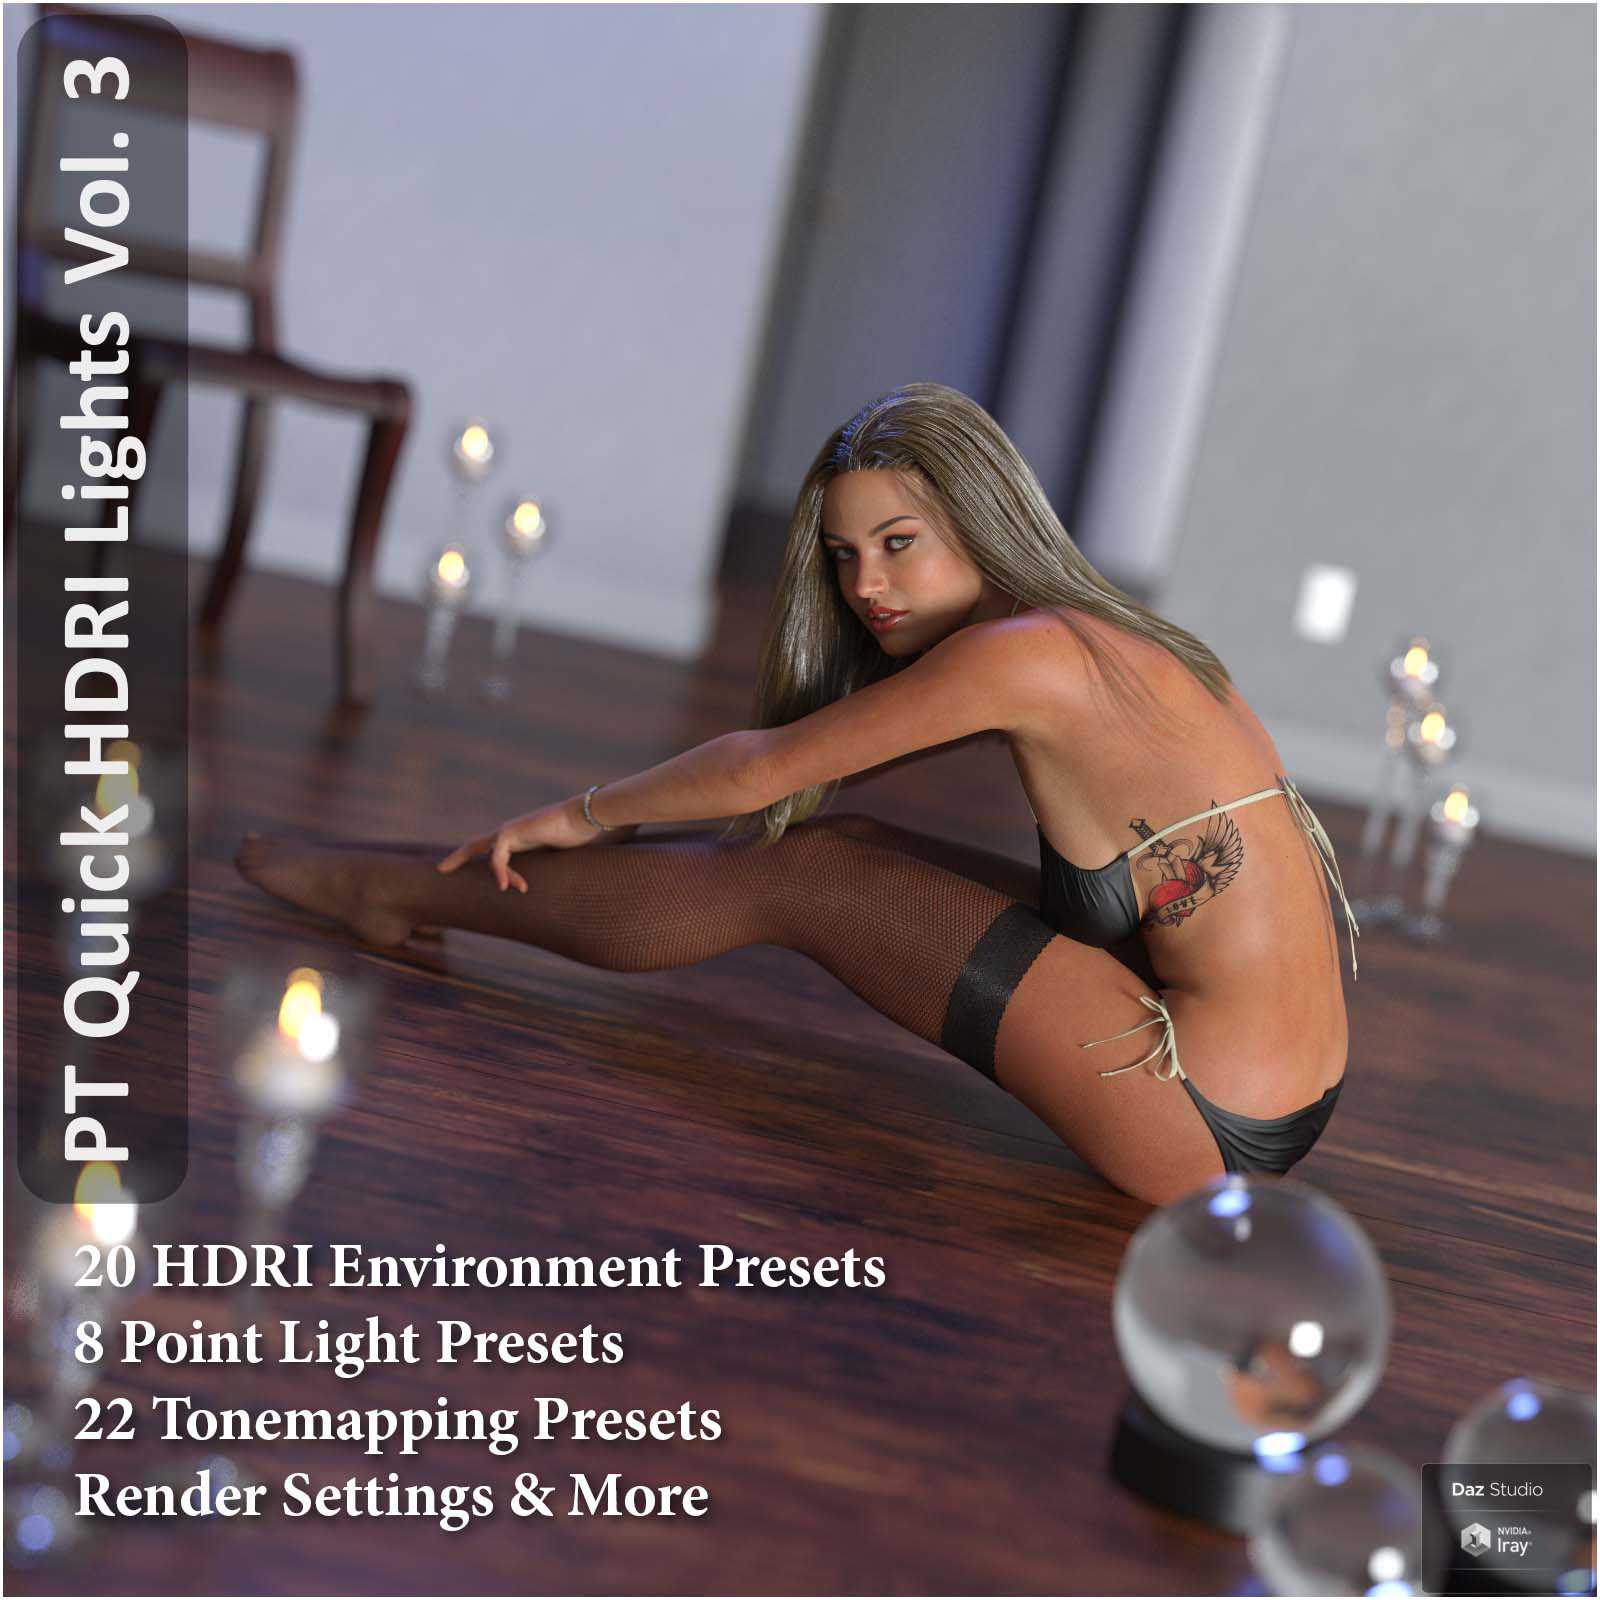 PT Quick HDRI Lights Vol. 3
LOVE
20 HDRI Environment Presets
8 Point Light Presets
22 Tonemapping Presets
Render Settings & More
Daz Studio
NVIDIA®
Iray®